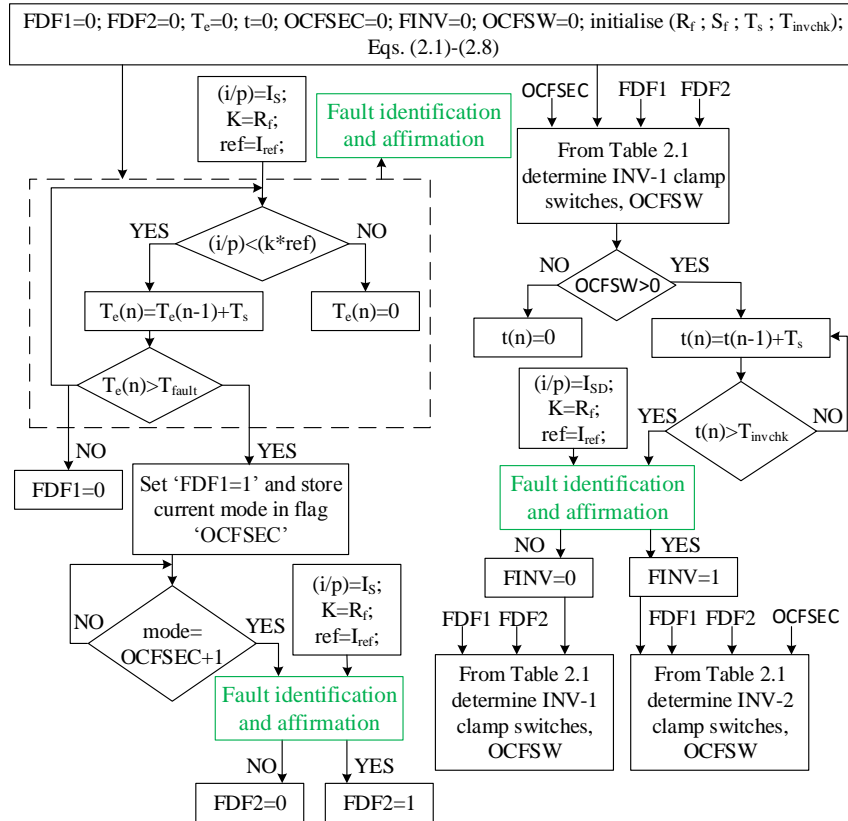 FDF1=0; FDF2=0; Te=0; t=0; OCFSEC=0; FINV=0; OCFSW=0; initialise (Rf ; Sf ; Ts ; Tinvchk);
Eqs. (2.1)-(2.8)
(i/p)=IS;
K=Rf;
ref=Iref;
Fault identification
and affirmation
(i/p)<(k*ref)
YES
NO
Te(n)=Te(n-1)+Ts
Te(n)=0
Te(n)>Tfault
NO
YES
FDF1=0
Set ‘FDF1=1’ and store
current mode in flag
‘OCFSEC’
mode=
OCFSEC+1
NO
YES
(i/p)=IS;
K=Rf;
ref=Iref;
Fault identification
and affirmation
NO
YES
FDF2=0
FDF2=1
OCFSEC
FDF1
FDF2
From Table 2.1
determine INV-1 clamp
switches, OCFSW
OCFSW>0
NO
YES
t(n)=0
t(n)=t(n-1)+Ts
(i/p)=ISD;
K=Rf;
ref=Iref;
t(n)>Tinvchk
YES
NO
Fault identification
and affirmation
NO
YES
FINV=0
FINV=1
FDF1
FDF2
FDF1
FDF2
OCFSEC
From Table 2.1
determine INV-1
clamp switches,
OCFSW
From Table 2.1
determine INV-2
clamp switches,
OCFSW